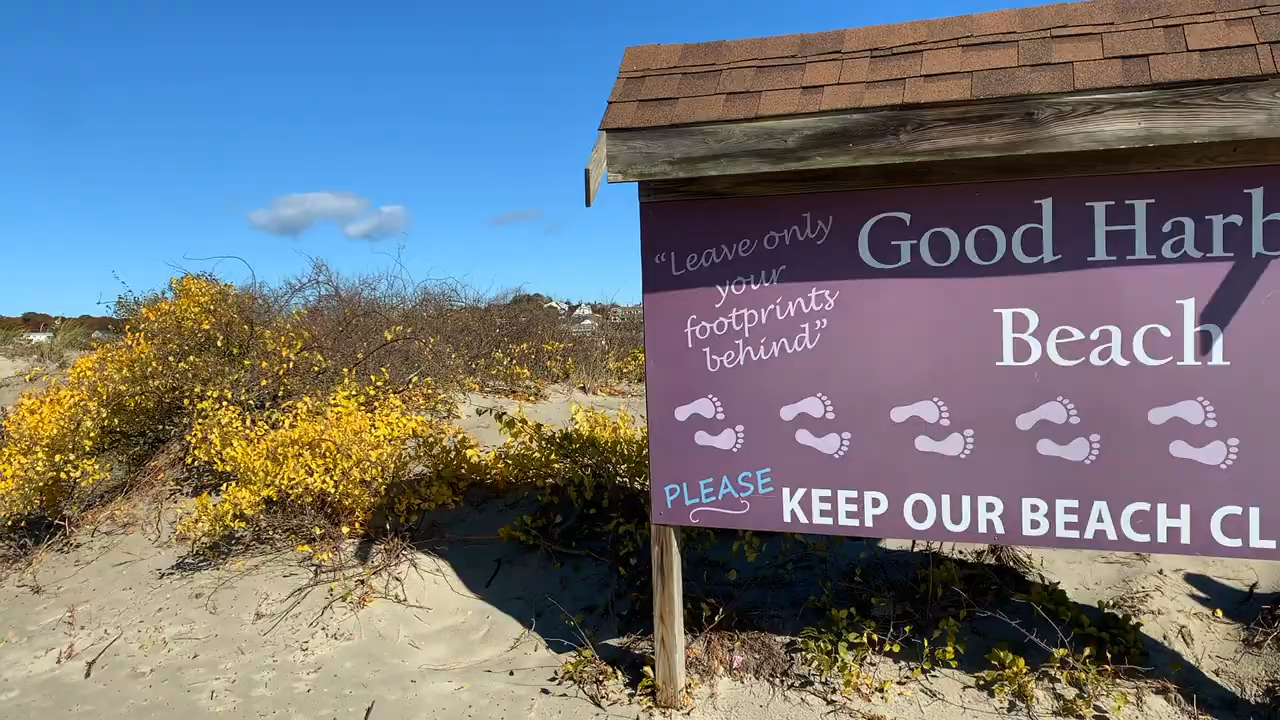 “Leave only
your
footprints
behind”
Good Harb
Beach
PLEASE
KEEP OUR BEACH CL